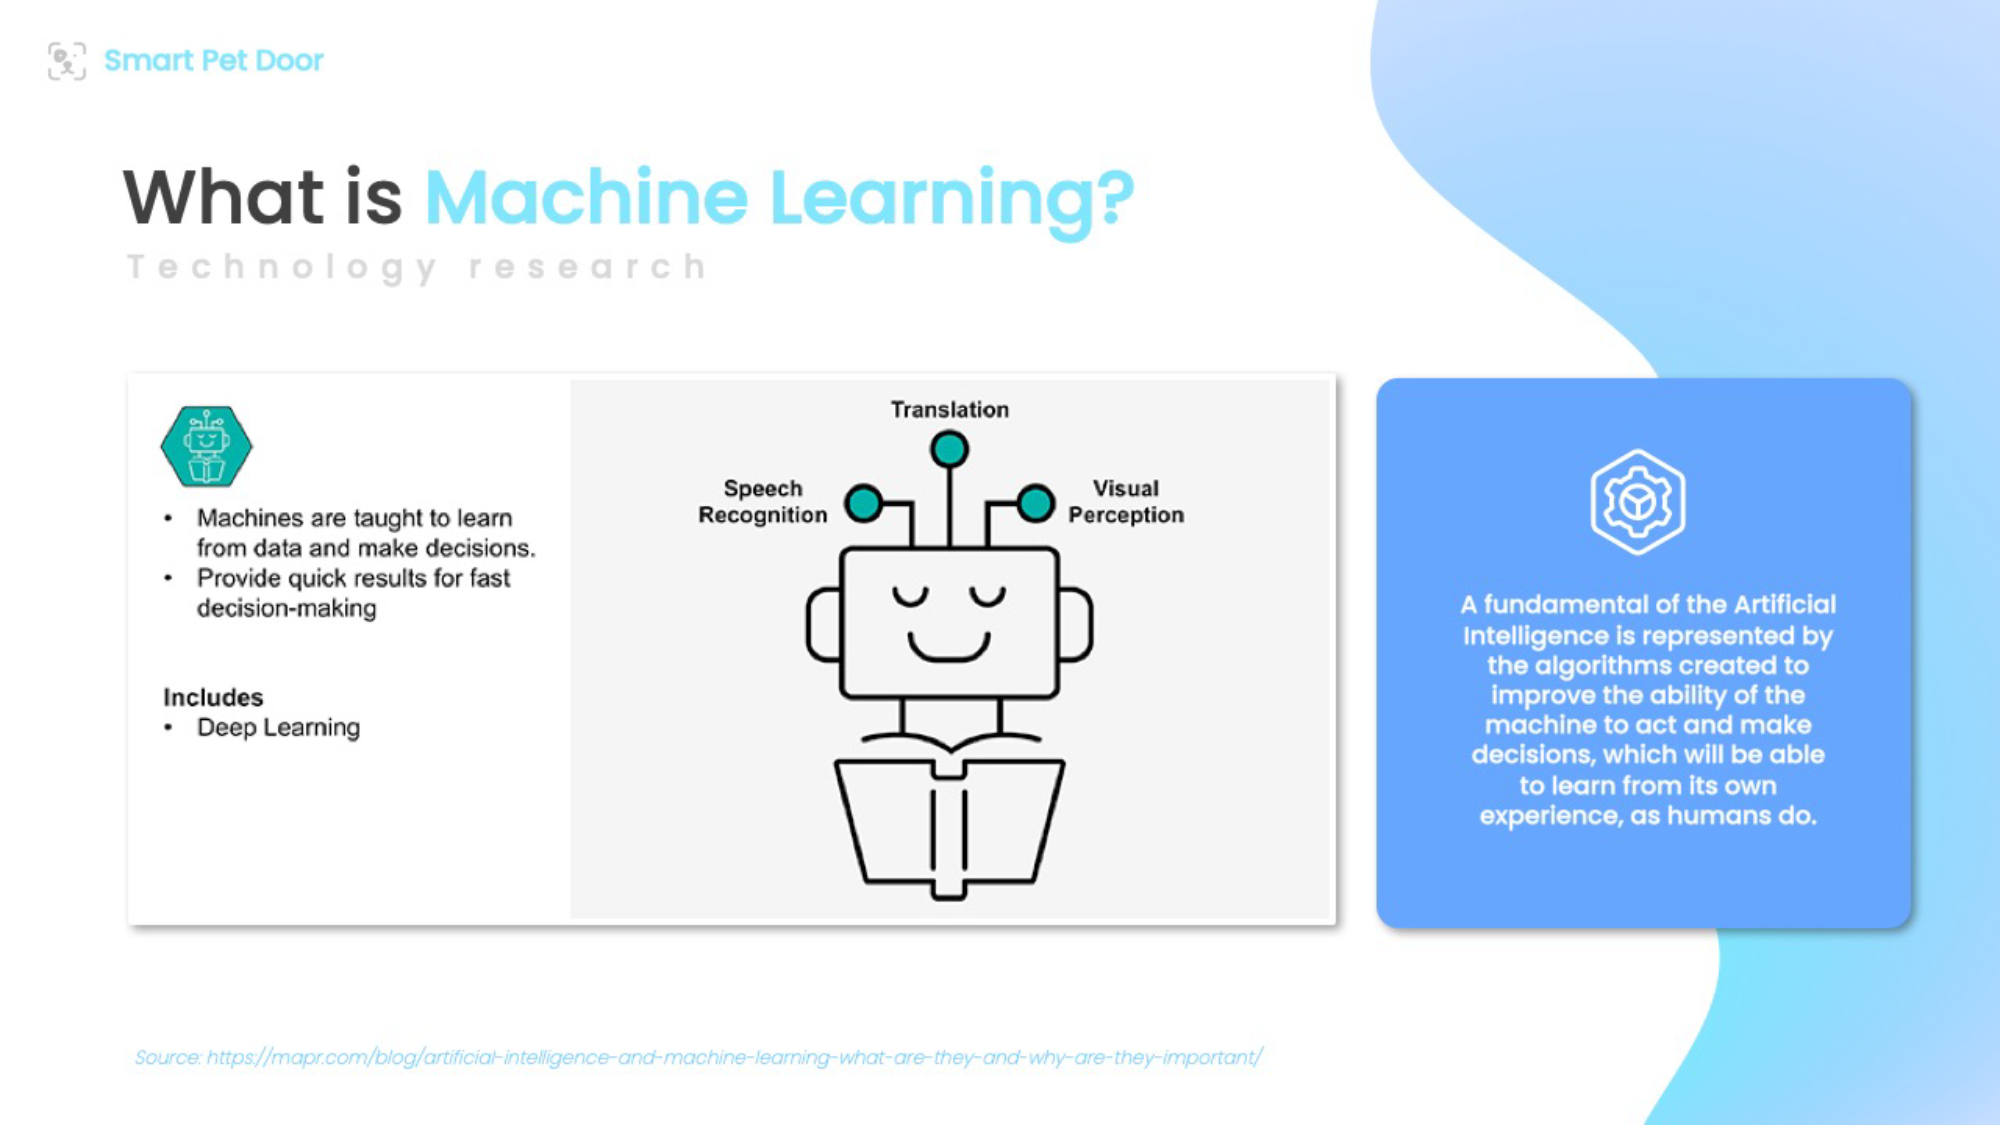 Smart Pet Door
What is Machine Learning?
Technology research
• Machines are taught to learn
from data and make decisions.
• Provide quick results for fast
decision-making
Includes
• Deep Learning
Translation
Speech
Recognition
Visual
Perception
A fundamental of the Artificial
Intelligence is represented by
the algorithms created to
improve the ability of the
machine to act and make
decisions, which will be able
to learn from its own
experience, as humans do.
Source: https://mapr.com/blog/artificial-intelligence-and-machine-learning-what-are-they-and-why-are-they-important/